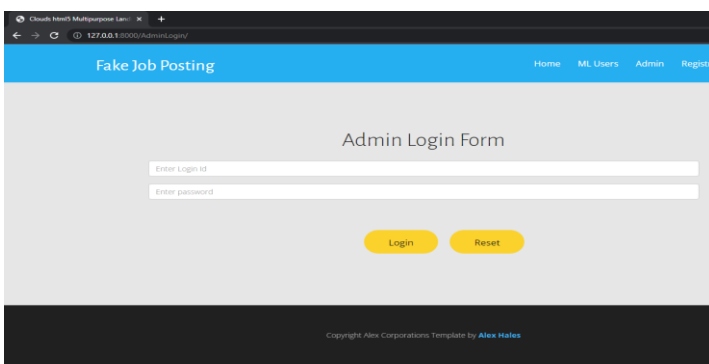 Clouds html5 Multipurpose Land
127.0.0.1:8000/AdminLogin/
Fake Job Posting
Home ML Users Admin Regist
Admin Login Form
Enter Login Id
Enter password
Login Reset
Copyright Alex Corporations Template by Alex Hales